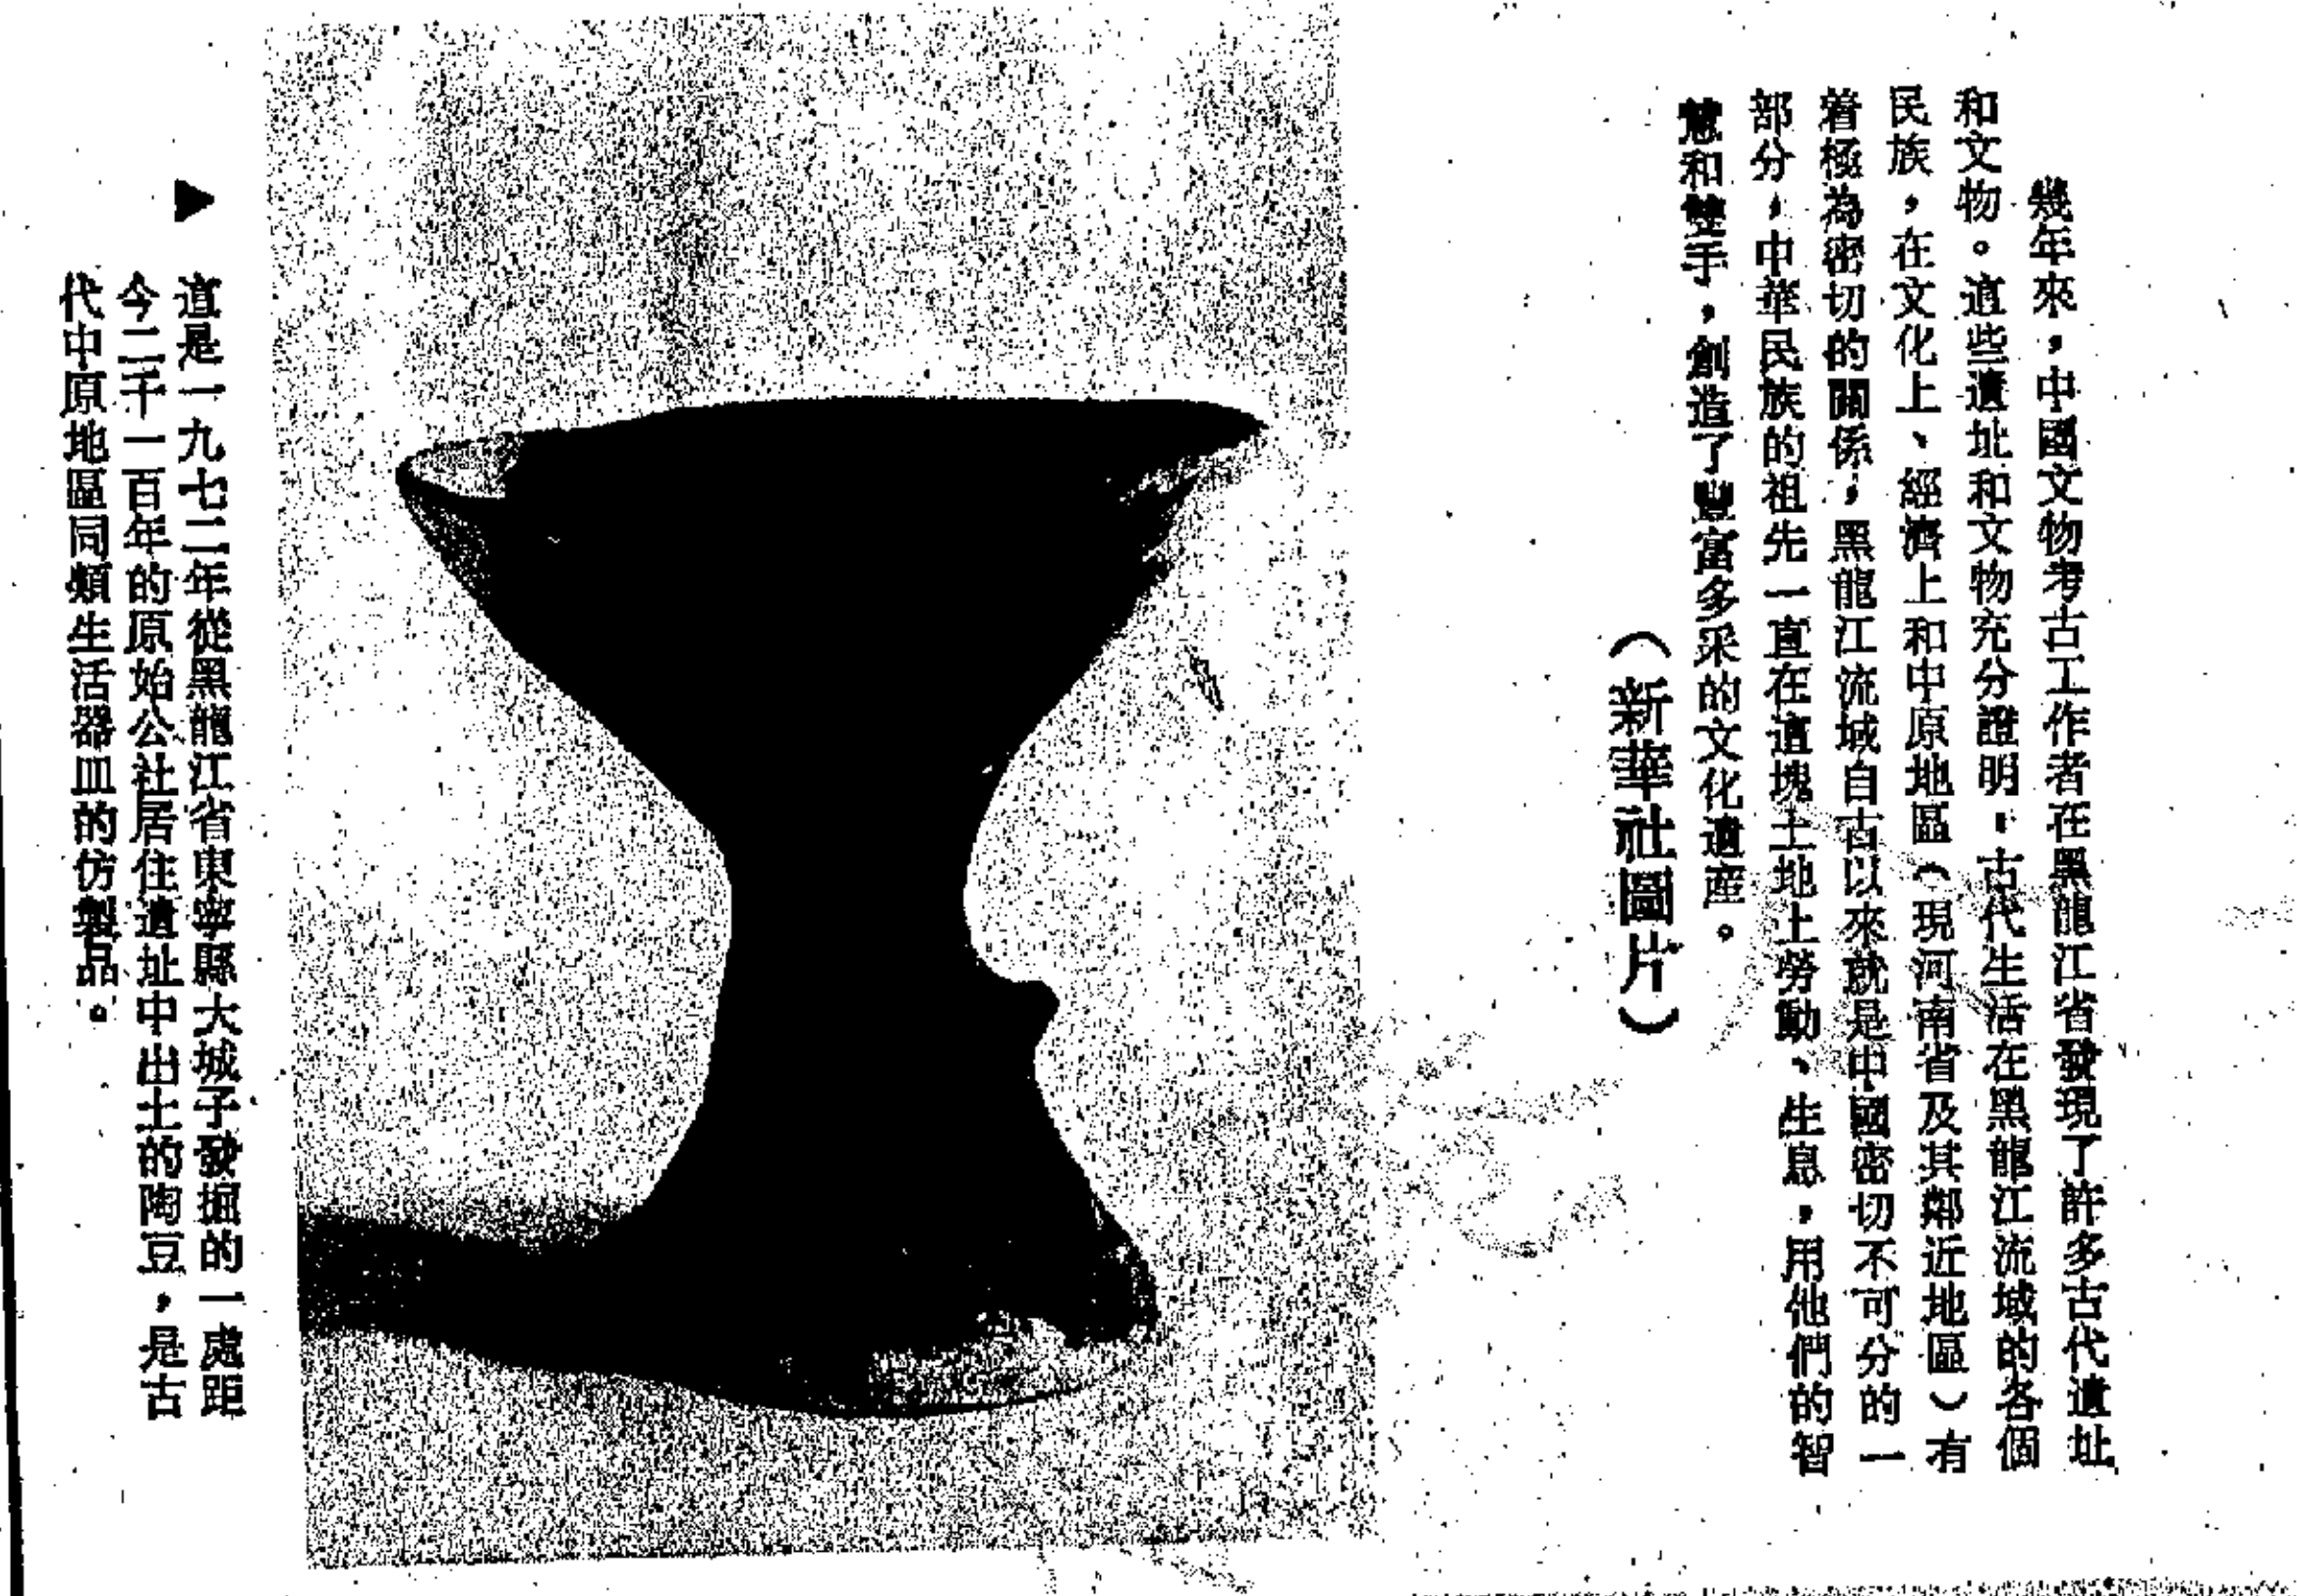 幾年來，中國文物考古工作者在黑龍江省發現了許多古代遺址
和文物。這些遺址和文物充分證明，古代生活在黑龍江流域的各個
民族，在文化上、經濟上和中原地區（現河南省及其鄰近地區）有
着極為密切的關係，黑龍江流域自古以來就是中國密切不可分的一
部分，中華民族的祖先一直在這塊土地上勞動、生息，用他們的智
慧和雙手，創造了豐富多采的文化遺産。
（新華社圖片）
▶ 這是一九七二年從黑龍江省東寧縣大城子發掘的一處距
今二千一百年的原始公社居住遺址中出土的陶豆，是古
代中原地區同類生活器皿的仿製品。